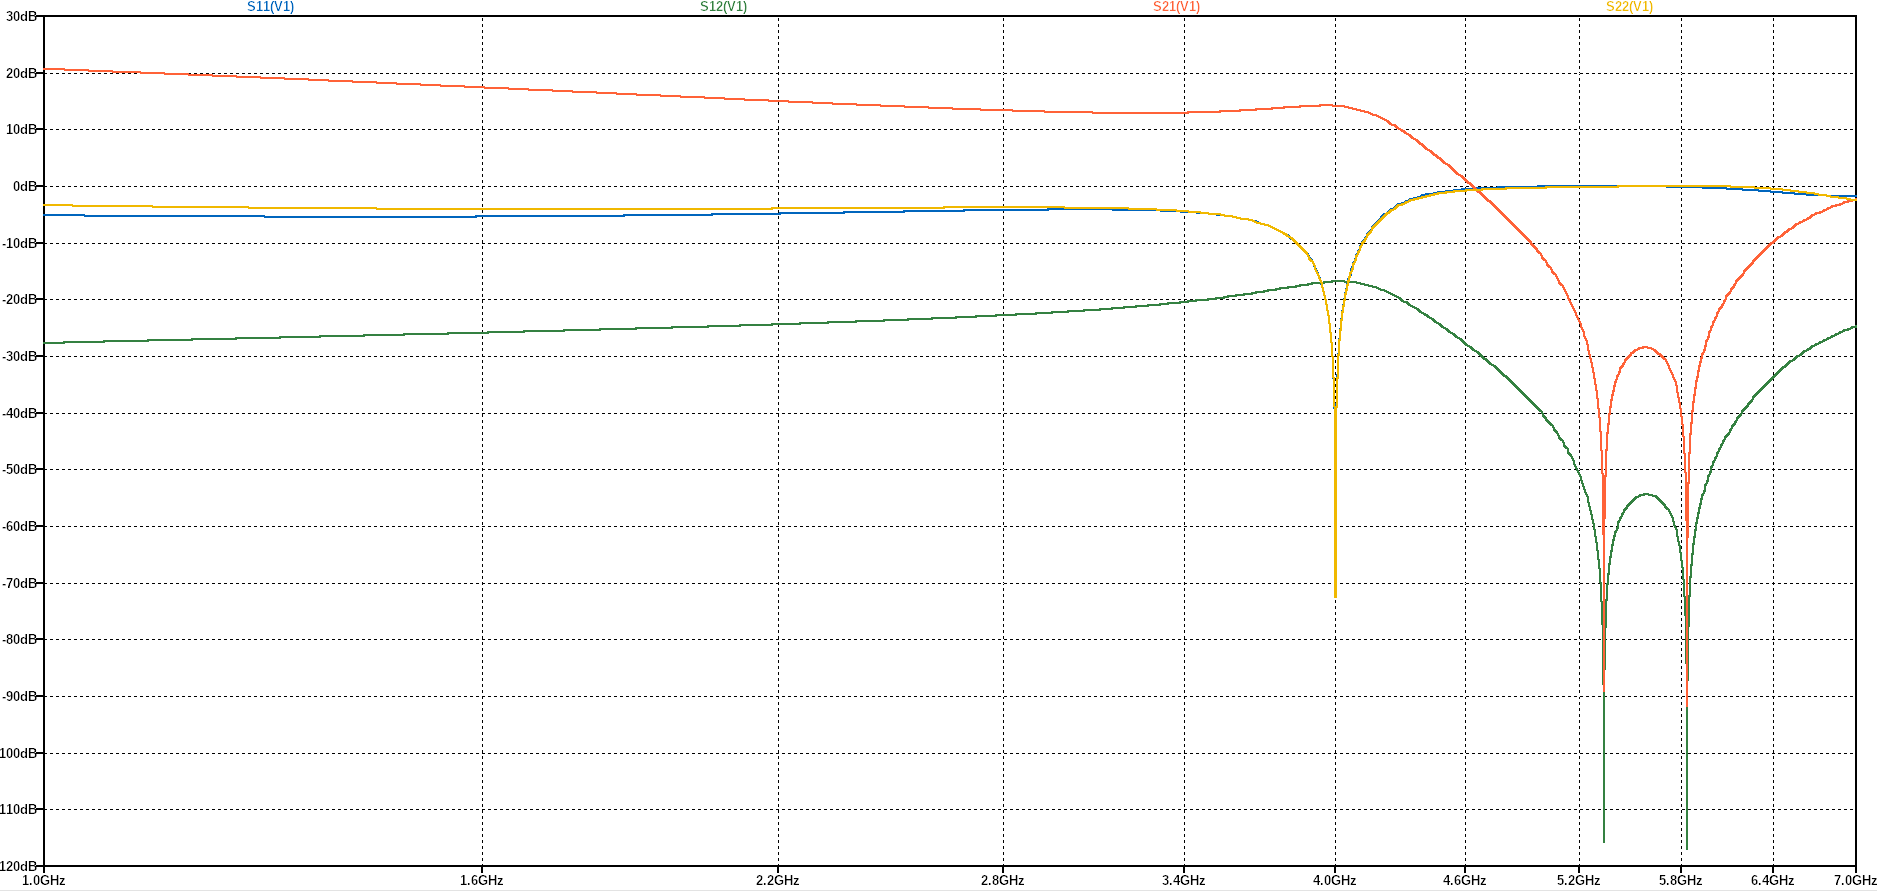 S11(V1) S12(V1) S21(V1) S22(V1)
30dB
20dB
10dB
0dB
-10dB
-20dB
-30dB
-40dB
-50dB
-60dB
-70dB
-80dB
-90dB
100dB
110dB
120dB
1.0GHz 1.6GHz 2.2GHz 2.8GHz 3.4GHz 4.0GHz 4.6GHz 5.2GHz 5.8GHz 6.4GHz 7.0GHz